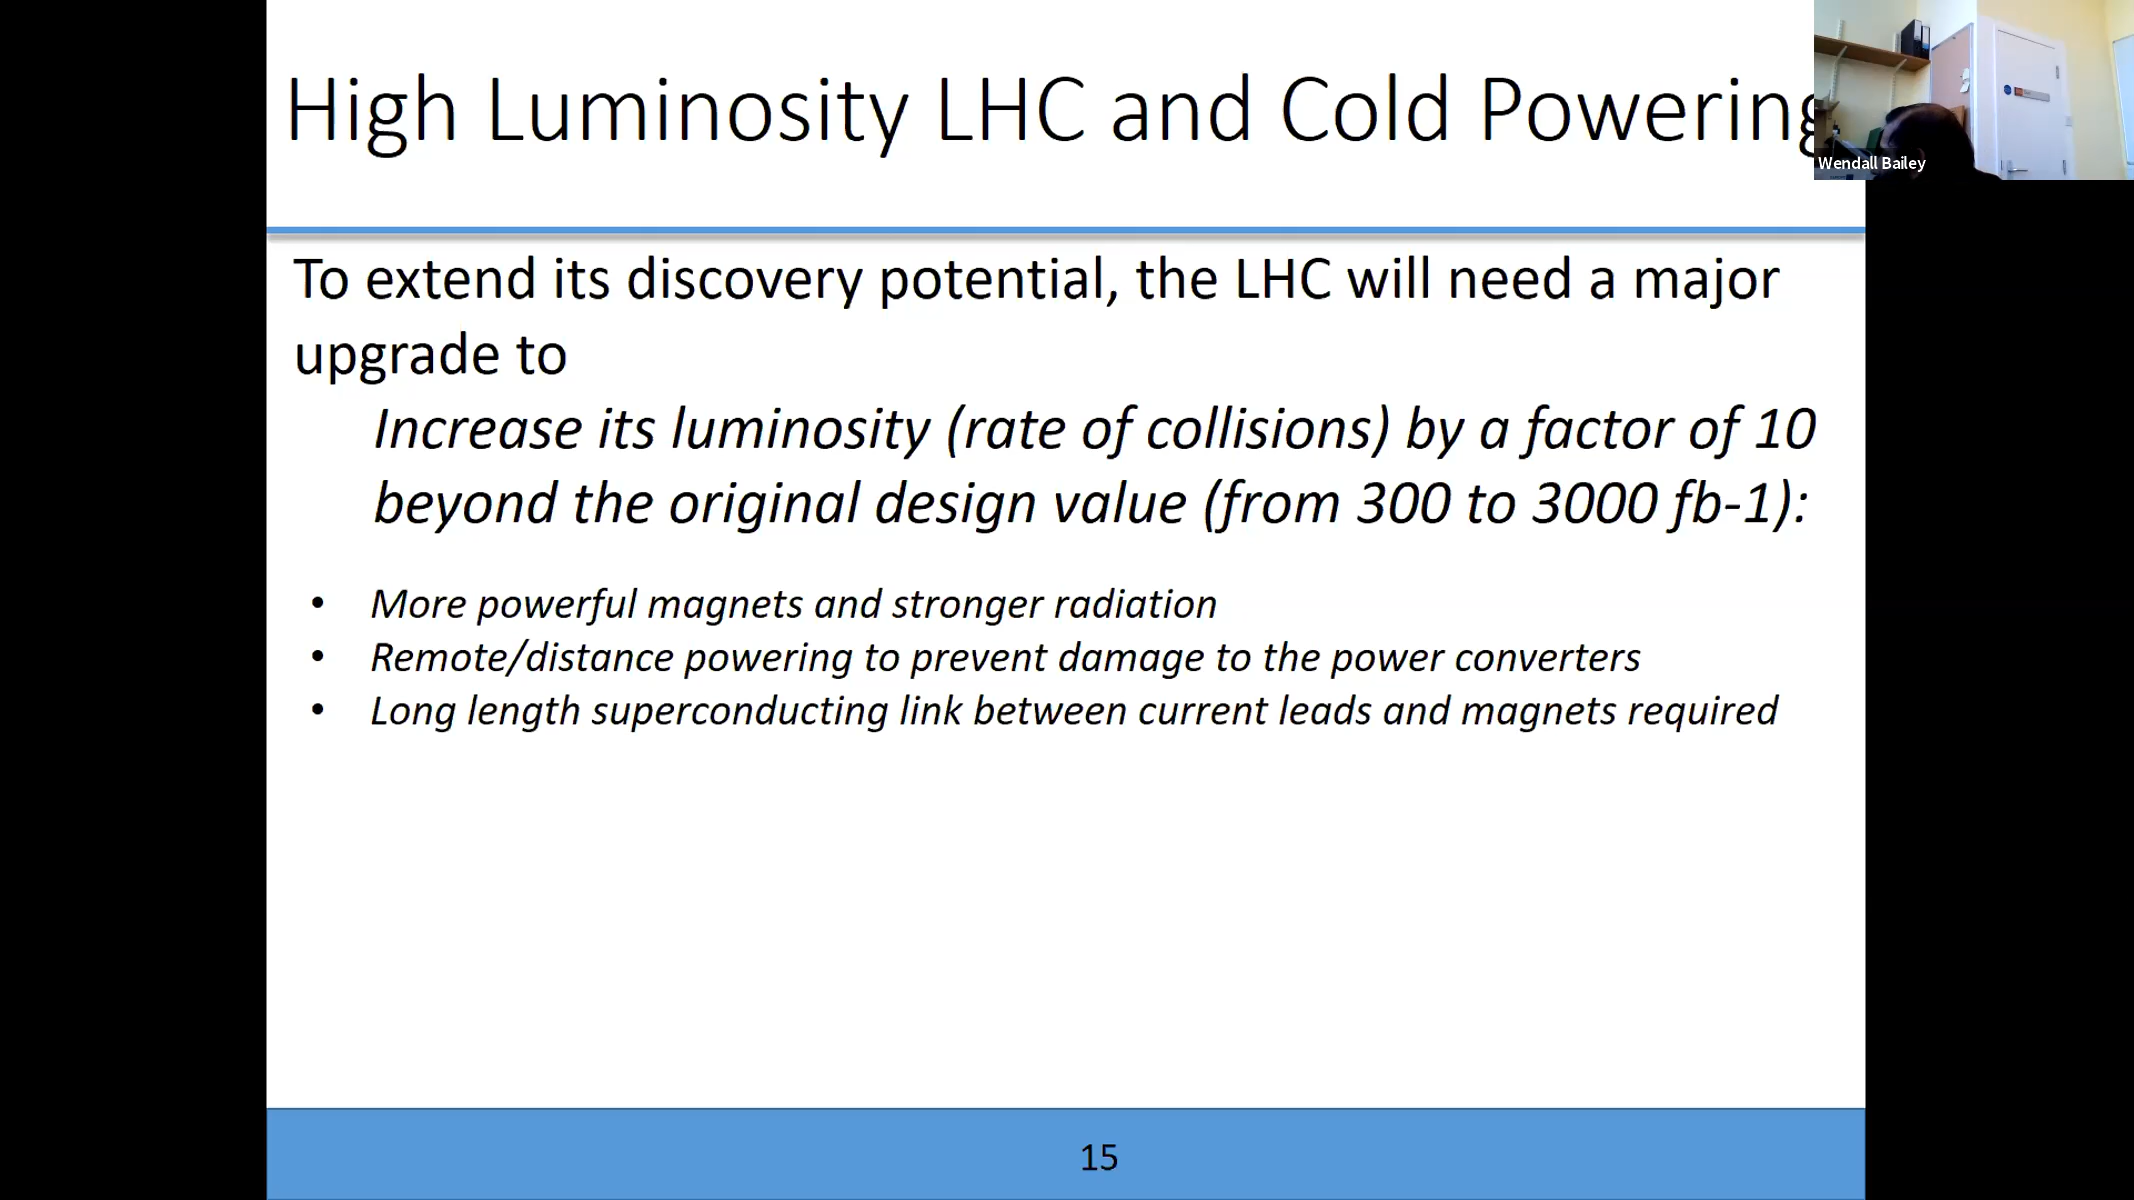 High Luminosity LHC and Cold Powering
Wendall Bailey
To extend its discovery potential, the LHC will need a major
upgrade to
Increase its luminosity (rate of collisions) by a factor of 10
beyond the original design value (from 300 to 3000 fb-1):
• More powerful magnets and stronger radiation
• Remote/distance powering to prevent damage to the power converters
• Long length superconducting link between current leads and magnets required
15